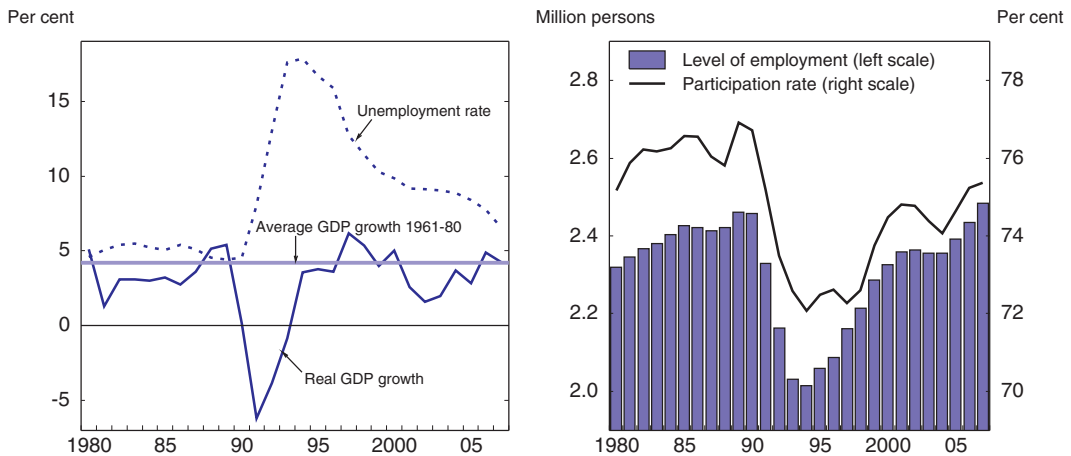 Per cent
15
10
5
0
-5
1980 85 90 95 2000 05
Unemployment rate
Average GDP growth 1961-80
Real GDP growth
Million persons
Per cent
Level of employment (left scale)
Participation rate (right scale)
2.8
2.6
2.4
2.2
2.0
78
76
74
72
70
1980 85 90 95 2000 05